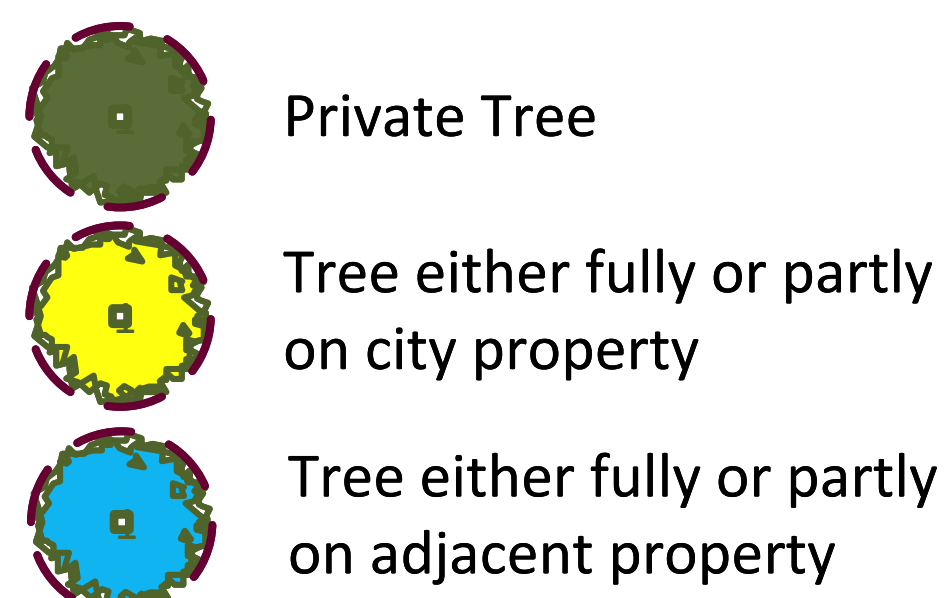 Private Tree
Tree either fully or partly
on city property
Tree either fully or partly
on adjacent property